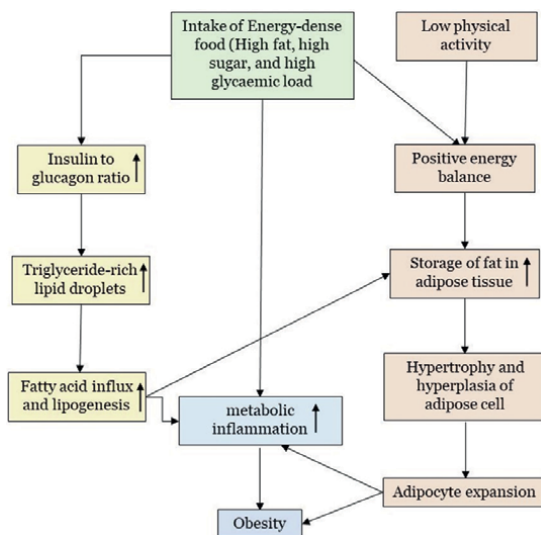 Intake of Energy-dense
food (High fat, high
sugar, and high
glycaemic load
Low physical
activity
Insulin to
glucagon ratio
Positive energy
balance
Triglyceride-rich
lipid droplets
Storage of fat in
adipose tissue
Fatty acid influx
and lipogenesis
metabolic
inflammation
Hypertrophy and
hyperplasia of
adipose cell
Adipocyte expansion
Obesity